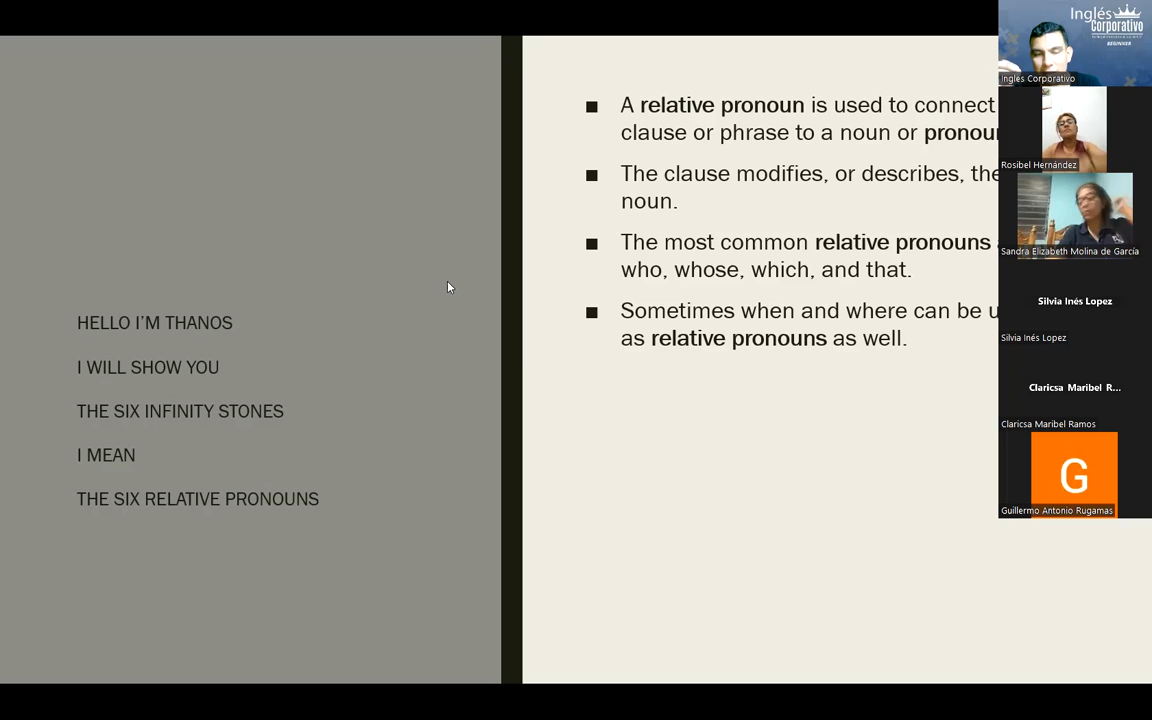 HELLO I'M THANOS
I WILL SHOW YOU
THE SIX INFINITY STONES
I MEAN
THE SIX RELATIVE PRONOUNS
■ A relative pronoun is used to connect
clause or phrase to a noun or pronoun
■ The clause modifies, or describes, the
noun.
■ The most common relative pronouns
who, whose, which, and that.
■ Sometimes when and where can be u
as relative pronouns as well.
Inglés
Corporativo
BEGINNER
Inglés Corporativo
Rosibel Hernández
Sandra Elizabeth Molina de García
Silvia Inés Lopez
Silvia Inés Lopez
Claricsa Maribel R...
Claricsa Maribel Ramos
G
Guillermo Antonio Rugamas